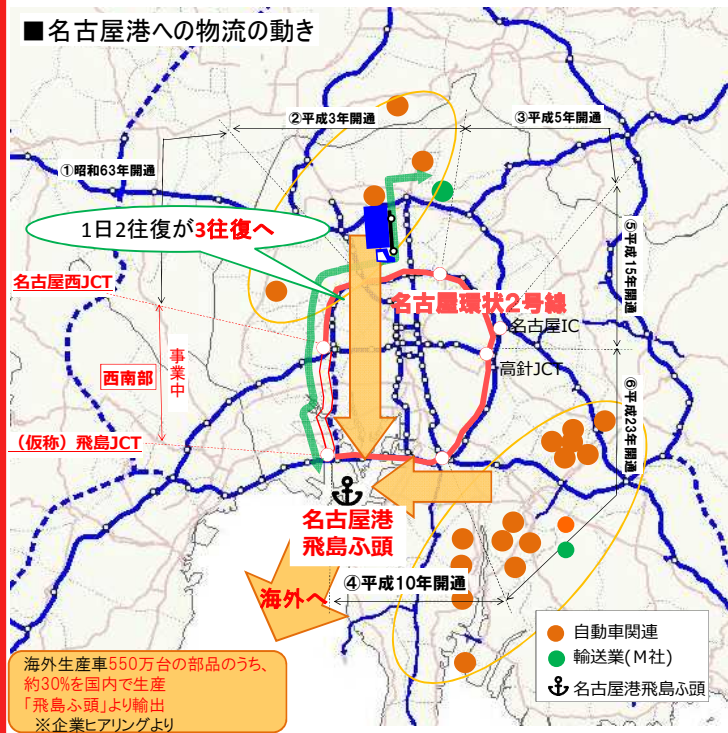 ■名古屋港への物流の動き
②平成3年開通
③平成5年開通
①昭和63年開通
1日2往復が3往復へ
⑤平成15年開通
名古屋西JCT
名古屋環状2号線
名古屋IC
事業中
西南部
高針JCT
⑥平成23年開通
(仮称)飛島JCT
名古屋港
飛島ふ頭
④平成10年開通
海外へ
自動車関連
輸送業(M社)
名古屋港飛島ふ頭
海外生産車550万台の部品のうち、
約30%を国内で生産
「飛島ふ頭」より輸出
※企業ヒアリングより